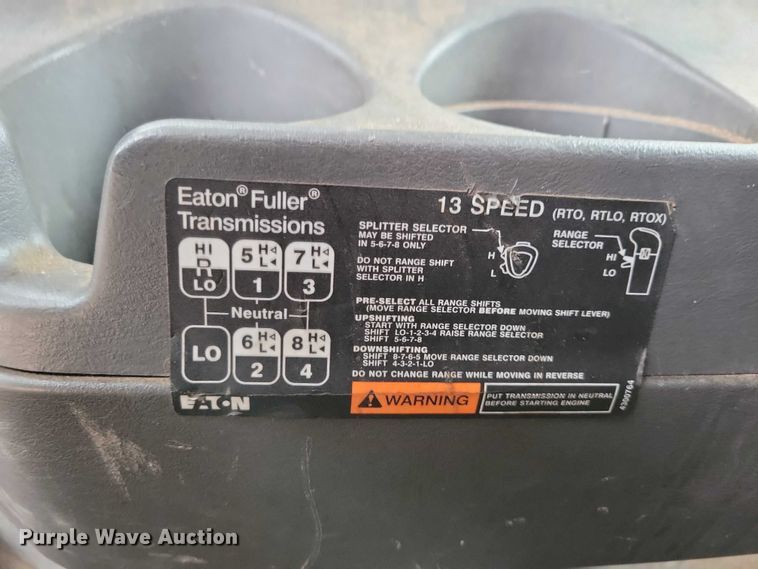 Eaton® Fuller®
Transmissions
HI
R
LO
5 H
L
1
7 H
L
3
Neutral
LO
6 H
L
2
8 H
L
4
EATON
13 SPEED (RTO, RTLO, RTOX)
SPLITTER SELECTOR
MAY BE SHIFTED
IN 5-6-7-8 ONLY
DO NOT RANGE SHIFT
WITH SPLITTER
SELECTOR IN H
H
L
RANGE
SELECTOR
HI
LO
PRE-SELECT ALL RANGE SHIFTS
(MOVE RANGE SELECTOR BEFORE MOVING SHIFT LEVER)
UPSHIFTING
START WITH RANGE SELECTOR DOWN
SHIFT LO-1-2-3-4 RAISE RANGE SELECTOR
SHIFT 5-6-7-8
DOWNSHIFTING
SHIFT 8-7-6-5 MOVE RANGE SELECTOR DOWN
SHIFT 4-3-2-1-LO
DO NOT CHANGE RANGE WHILE MOVING IN REVERSE
WARNING
PUT TRANSMISSION IN NEUTRAL
BEFORE STARTING ENGINE
4300764
Purple Wave Auction®